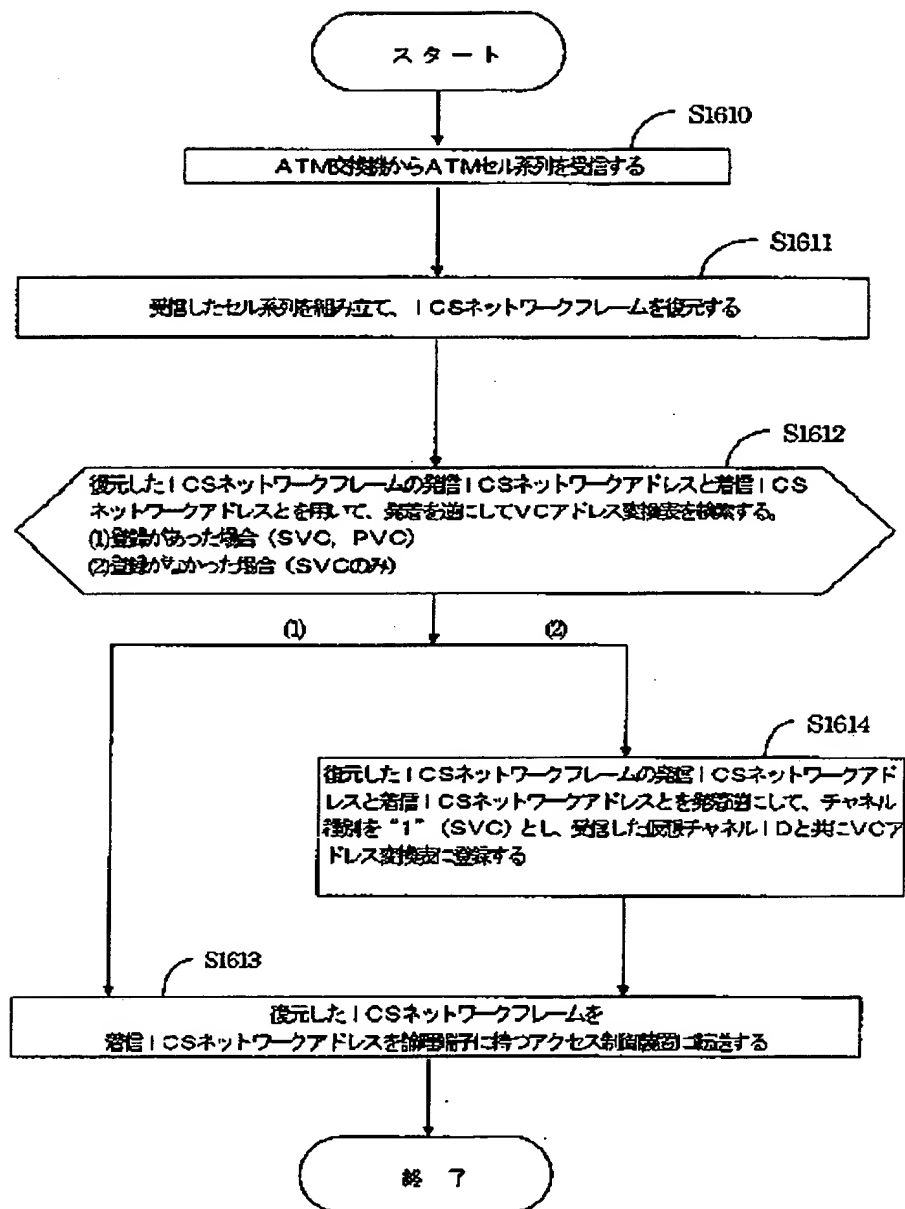 スタート
S1610
ATM交換機からATMセル系列を受信する
S1611
受信したセル系列を組み立て、ICSネットワークフレームを復元する
S1612
復元したICSネットワークフレームの発信ICSネットワークアドレスと着信ICS
ネットワークアドレスとを用いて、発着を逆にしてVCアドレス変換表を検索する。
(1)登録があった場合（SVC, PVC）
(2)登録がなかった場合（SVCのみ）
(1)
(2)
S1614
復元したICSネットワークフレームの発信ICSネットワークアド
レスと着信ICSネットワークアドレスとを発着逆にして、チャネル
種別を“1”（SVC）とし、受信した仮想チャネルIDと共にVCア
ドレス変換表に登録する
S1613
復元したICSネットワークフレームを
着信ICSネットワークアドレスを論理端子に持つアクセス制御装置に転送する
終了